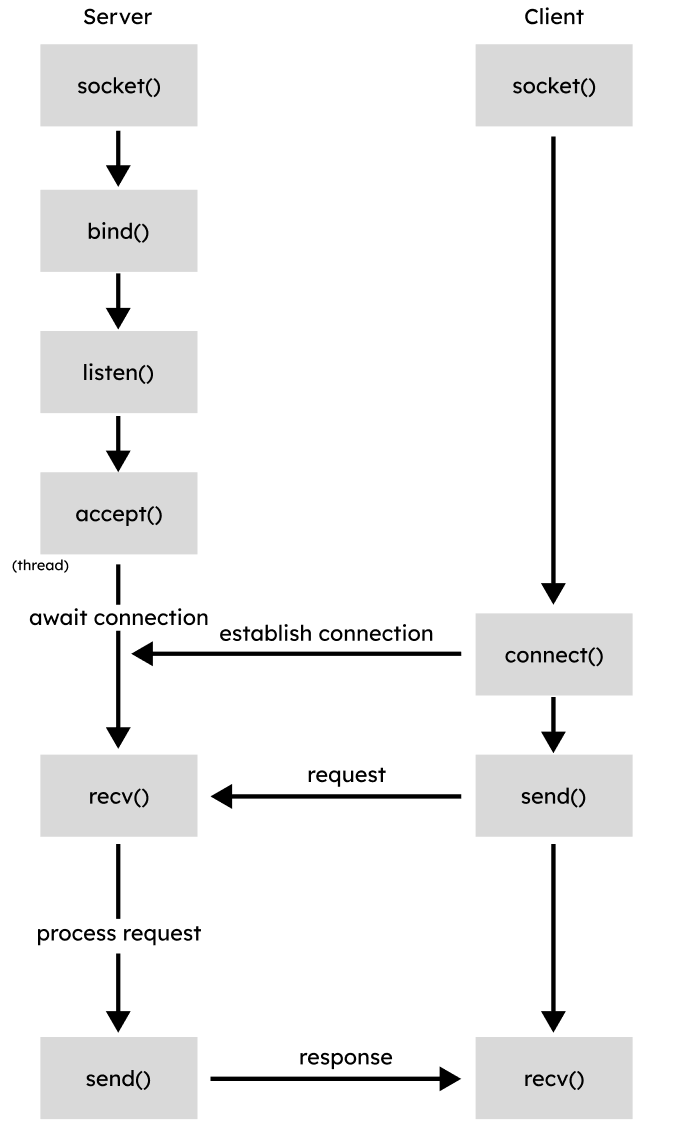 Server
Client
socket()
socket()
bind()
listen()
accept()
(thread)
await connection
establish connection
connect()
recv()
request
send()
process request
send()
response
recv()